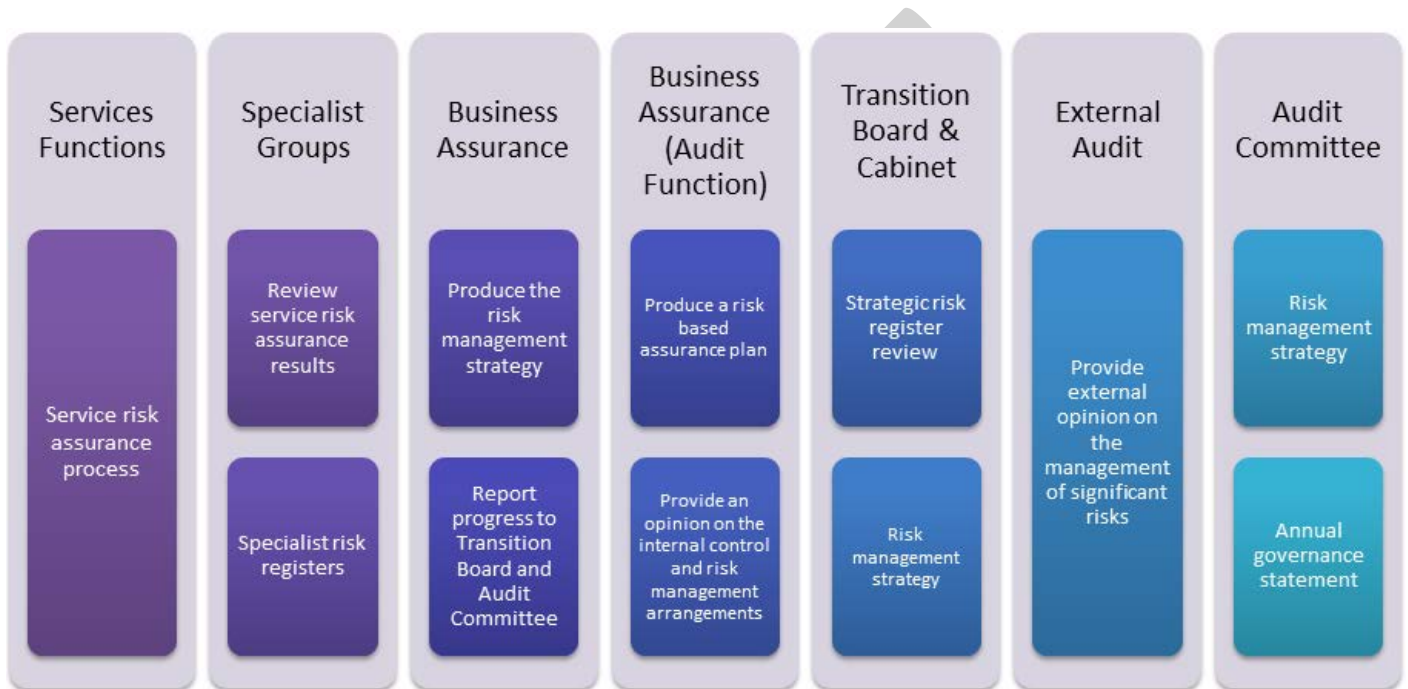 Services
Functions
Service risk
assurance
process
Specialist
Groups
Review
service risk
assurance
results
Specialist risk
registers
Business
Assurance
Produce the
risk
management
strategy
Report
progress to
Transition
Board and
Audit
Committee
Business
Assurance
(Audit
Function)
Produce a risk
based
assurance plan
Provide an
opinion on the
internal control
and risk
management
arrangements
Transition
Board &
Cabinet
Strategic risk
register
review
Risk
management
strategy
External
Audit
Provide
external
opinion on
the
management
of significant
risks
Audit
Committee
Risk
management
strategy
Annual
governance
statement